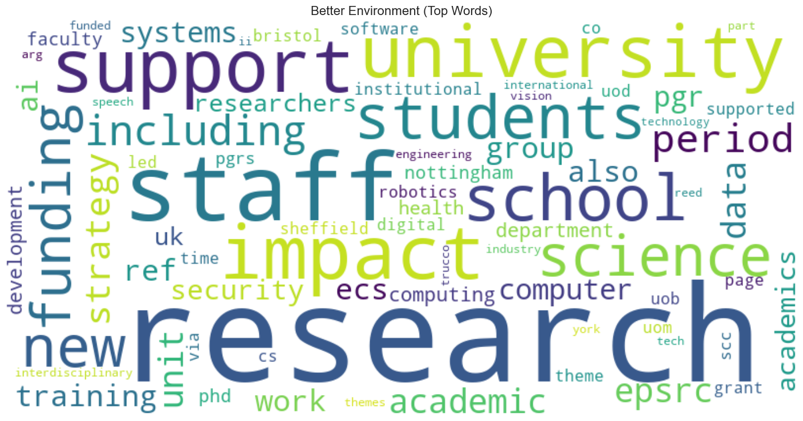 Better Environment (Top Words)
funded
faculty
systems
ii
bristol
software
co
part
arg
support
university
ai
speech
researchers
institutional
international
vision
uod
pgr
supported
technology
funding
including
students
period
led
pgrs
engineering
group
also
data
strategy
staff
nottingham
robotics
health
school
reed
development
uk
time
sheffield
digital
department
impact
trucco
industry
science
ref
security
ecs
computing
computer
uob
page
academics
new
research
via
cs
york
uom
tech
scc
interdisciplinary
unit
theme
training
phd
work
themes
academic
epsrc
grant